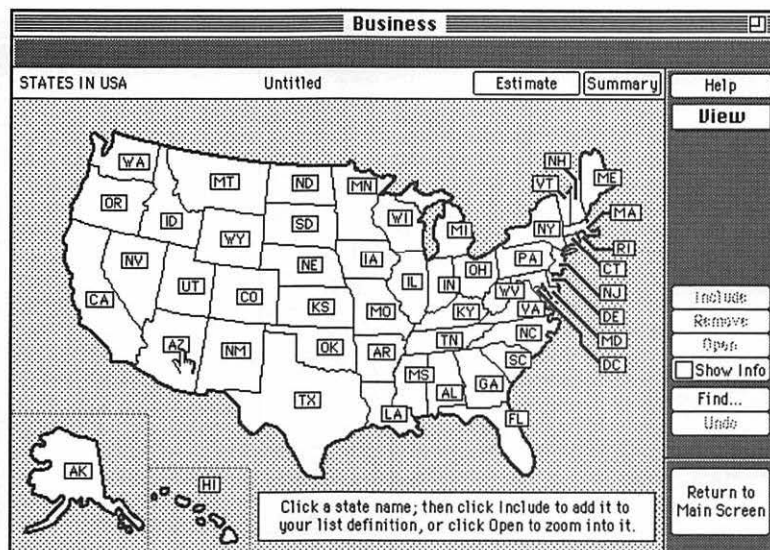 Business
STATES IN USA Untitled Estimate Summary
Help
View
WA
MT
ND
MN
NH
VT
ME
OR
ID
WY
SD
WI
MI
NY
MA
RI
CT
NV
UT
CO
NE
IA
IL
IN
OH
PA
NJ
DE
CA
KS
MO
KY
WV
VA
MD
DC
AZ
NM
OK
AR
TN
NC
SC
TX
LA
MS
AL
GA
FL
AK
HI
Include
Remove
Open
Show Info
Find...
Undo
Return to
Main Screen
Click a state name; then click Include to add it to
your list definition, or click Open to zoom into it.